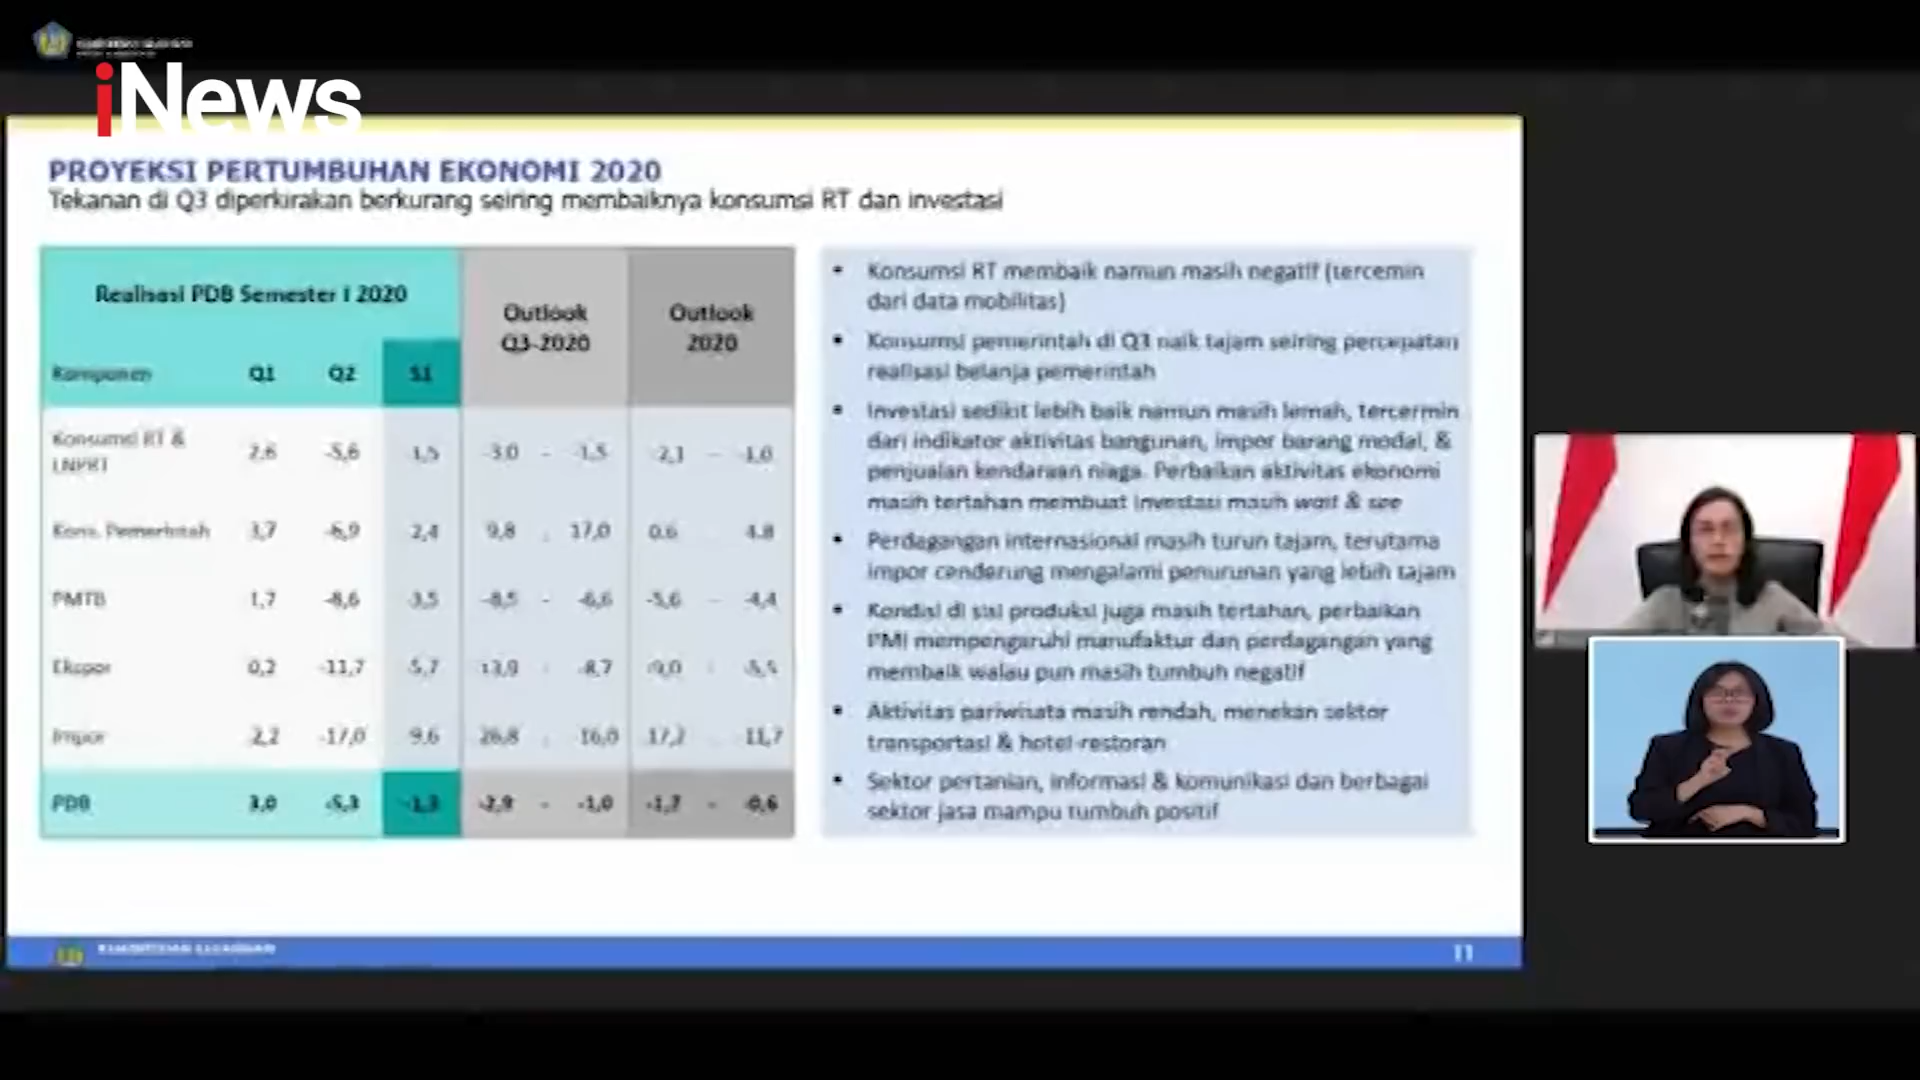 iNews
PROYEKSI PERTUMBUHAN EKONOMI 2020
Tekanan di Q3 diperkirakan berkurang seiring membaiknya konsumsi RT dan investasi
Realisasi PDB Semester I 2020
Outlook
Q3-2020
Outlook
2020
Komponen Q1 Q2 S1
Konsumsi RT &
LNPRT
2,6 -5,6 -1,5 -3,0 - -1,5 -2,1 - -1,0
Kons. Pemerintah 3,7 -6,9 -2,4 9,8 - 17,0 0,6 - 4,8
PMTB 1,7 -8,6 -3,5 -8,5 - -6,6 -5,6 - -4,4
Ekspor 0,2 -11,7 -5,7 -13,9 - -8,7 -9,0 - -5,5
Impor -2,2 -17,0 -9,6 -26,8 - -16,0 -17,2 - -11,7
PDB 3,0 -5,3 -1,3 -2,9 - -1,0 -1,7 - -0,6
• Konsumsi RT membaik namun masih negatif (tercemin
dari data mobilitas)
• Konsumsi pemerintah di Q3 naik tajam seiring percepatan
realisasi belanja pemerintah
• Investasi sedikit lebih baik namun masih lemah, tercermin
dari indikator aktivitas bangunan, impor barang modal, &
penjualan kendaraan niaga. Perbaikan aktivitas ekonomi
masih tertahan membuat investasi masih wait & see
• Perdagangan internasional masih turun tajam, terutama
impor cenderung mengalami penurunan yang lebih tajam
• Kondisi di sisi produksi juga masih tertahan, perbaikan
PMI mempengaruhi manufaktur dan perdagangan yang
membaik walau pun masih tumbuh negatif
• Aktivitas pariwisata masih rendah, menekan sektor
transportasi & hotel-restoran
• Sektor pertanian, informasi & komunikasi dan berbagai
sektor jasa mampu tumbuh positif
KEMENTERIAN KEUANGAN
11